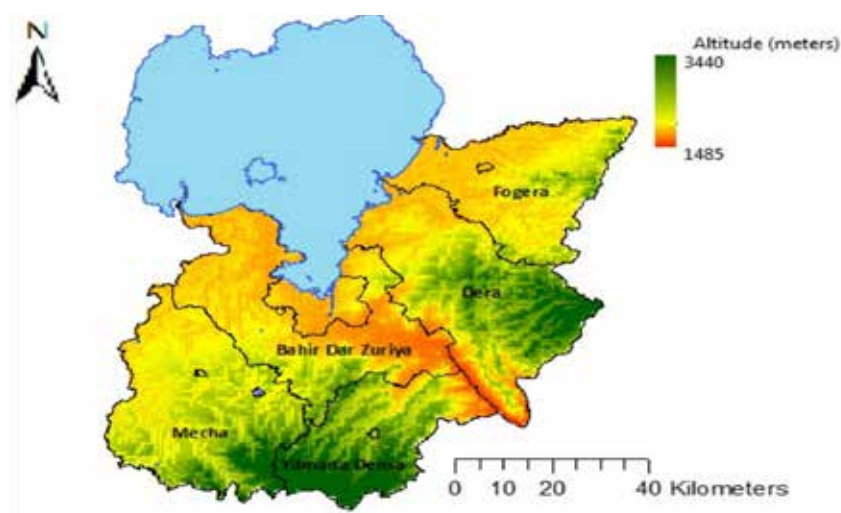 N
Altitude (meters)
3440
1485
Fogera
Dera
Bahir Dar Zuriya
Mecha
Yilmana Densa
0 10 20 40 Kilometers